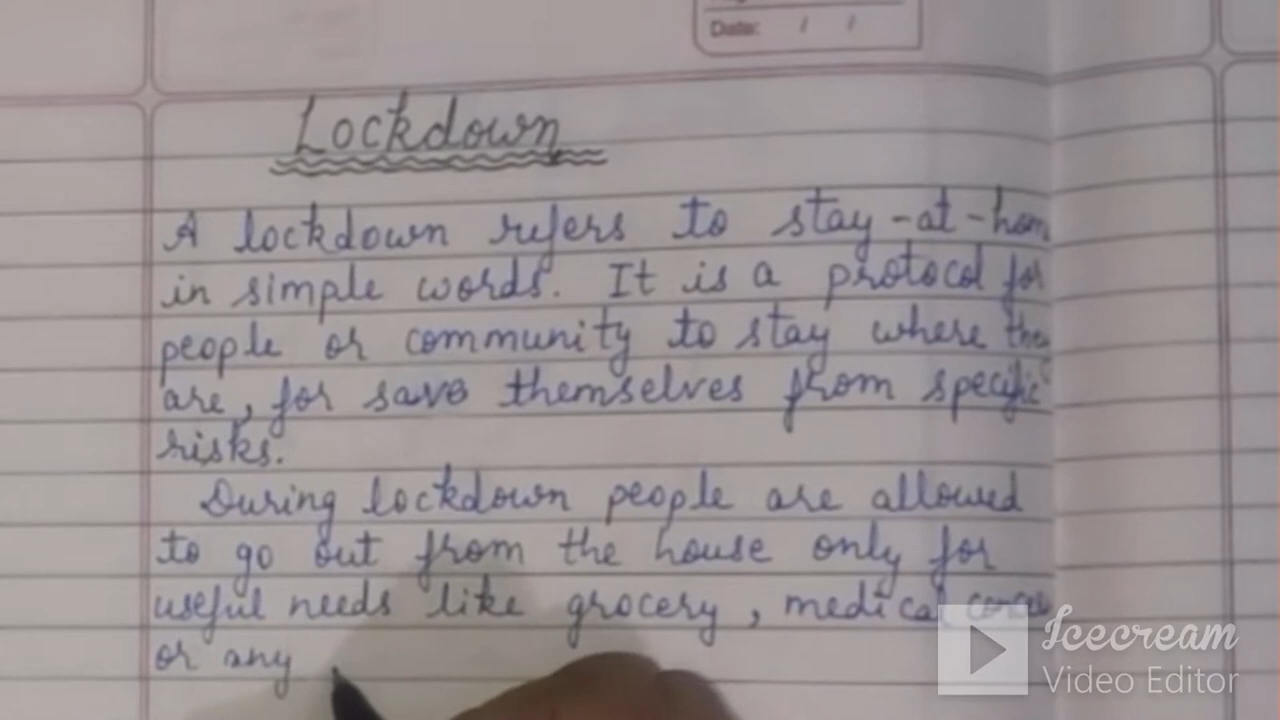 Date: / /
Lockdown
A lockdown refers to stay-at-hom
in simple words. It is a protocol for
people or community to stay where they
are, for save themselves from specific
risks.
During lockdown people are allowed
to go out from the house only for
useful needs like grocery, medical
or any
Icecream
Video Editor